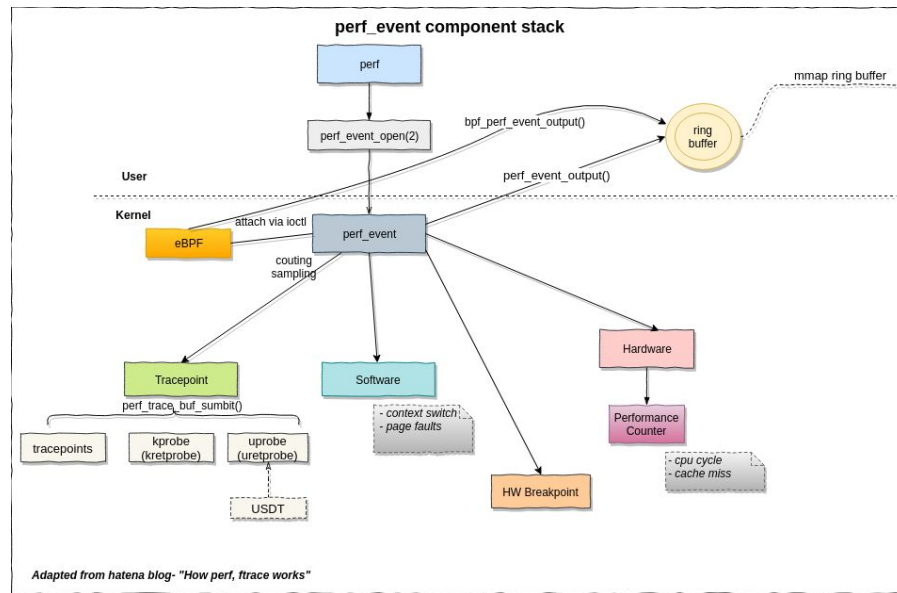 perf_event component stack
perf
mmap ring buffer
perf_event_open(2)
bpf_perf_event_output()
ring
buffer
User
perf_event_output()
Kernel
attach via ioctl
eBPF
perf_event
couting
sampling
Hardware
Tracepoint
Software
perf_trace_buf_sumbit()
- context switch
- page faults
Performance
Counter
tracepoints
kprobe
(kretprobe)
uprobe
(uretprobe)
- cpu cycle
- cache miss
HW Breakpoint
USDT
Adapted from hatena blog- "How perf, ftrace works"